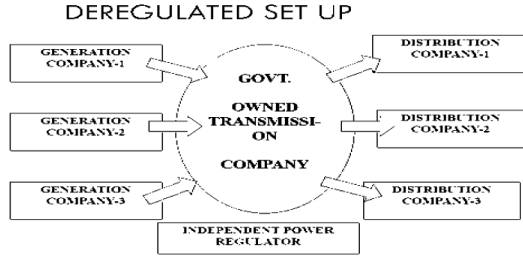 DEREGULATED SET UP
GENERATION
COMPANY-1
GENERATION
COMPANY-2
GENERATION
COMPANY-3
GOVT.
OWNED
TRANSMISSI-
ON
COMPANY
DISTRIBUTION
COMPANY-1
DISTRIBUTION
COMPANY-2
DISTRIBUTION
COMPANY-3
INDEPENDENT POWER
REGULATOR